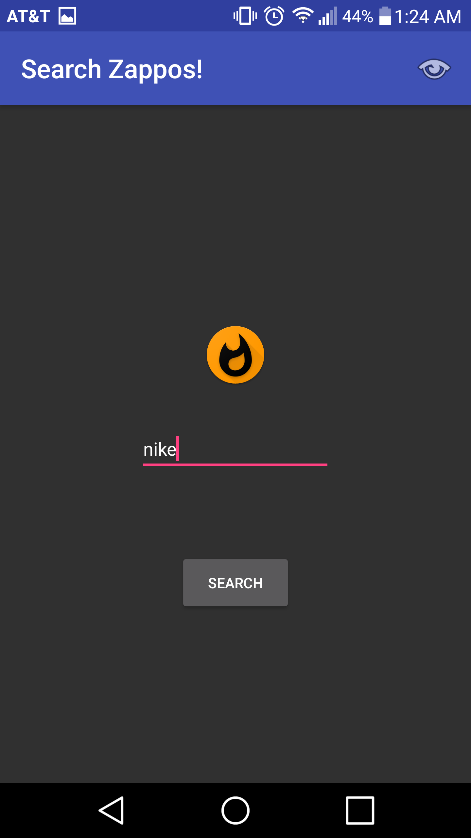 AT&T 44% 1:24 AM
Search Zappos!
nike
SEARCH